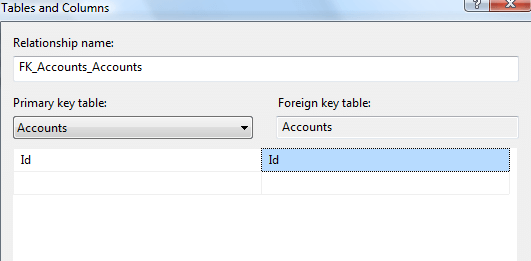 Tables and Columns
Relationship name:
FK_Accounts_Accounts
Primary key table:
Foreign key table:
Accounts
Accounts
Id
Id